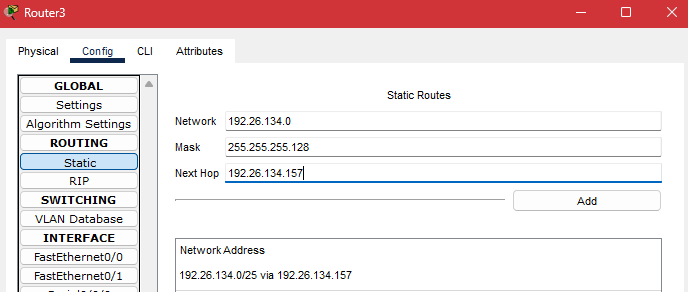 Router3
Physical Config CLI Attributes
GLOBAL
Settings
Algorithm Settings
ROUTING
Static
RIP
SWITCHING
VLAN Database
INTERFACE
FastEthernet0/0
FastEthernet0/1
Static Routes
Network 192.26.134.0
Mask 255.255.255.128
Next Hop 192.26.134.157
Add
Network Address
192.26.134.0/25 via 192.26.134.157